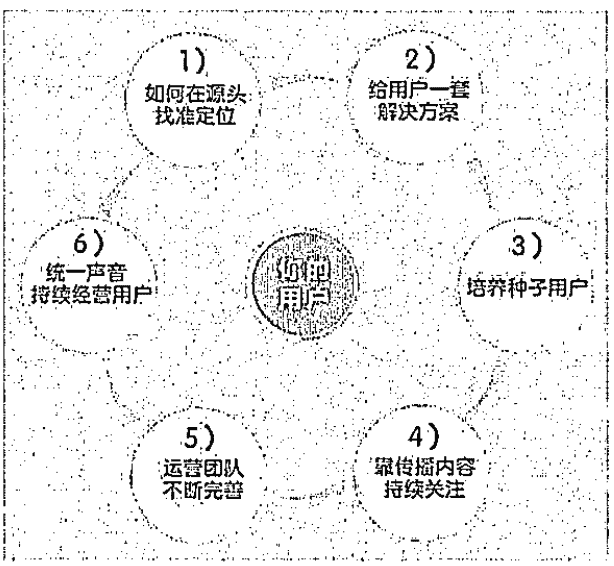 1)
如何在源头
找准定位
2)
给用户一套
解决方案
3)
培养种子用户
4)
靠传播内容
持续关注
5)
运营团队
不断完善
6)
统一声音
持续经营用户
你的
用户